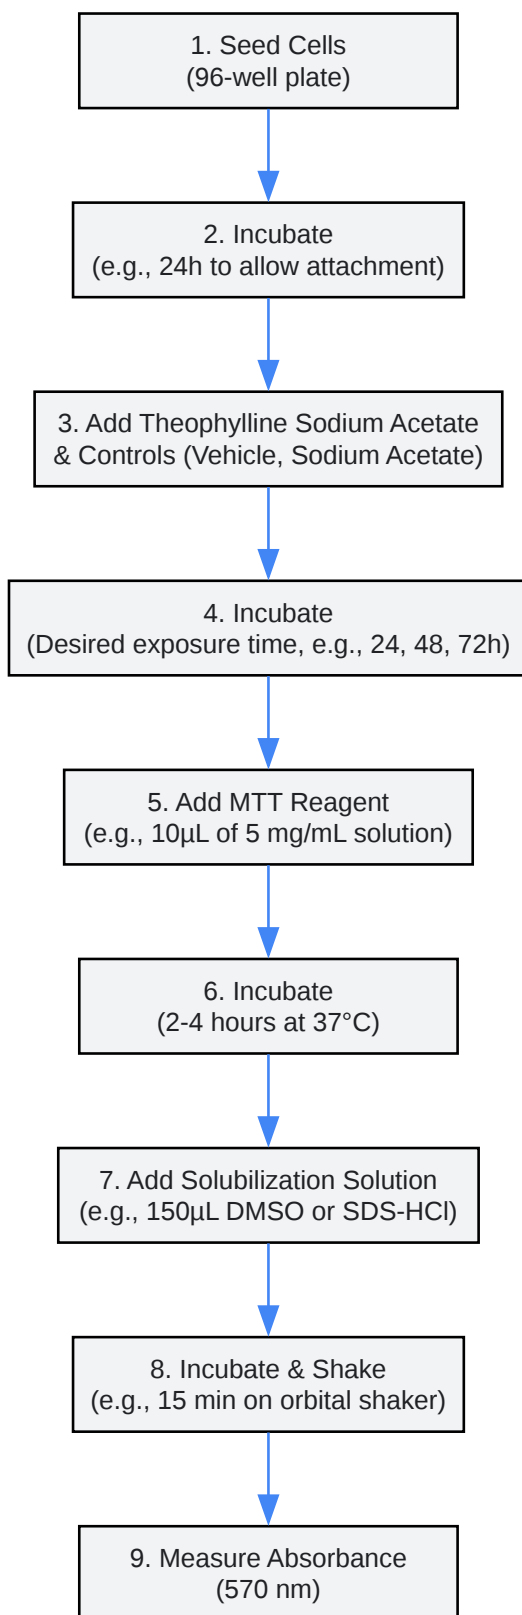 1. Seed Cells
(96-well plate)
2. Incubate
(e.g., 24h to allow attachment)
3. Add Theophylline Sodium Acetate
& Controls (Vehicle, Sodium Acetate)
4. Incubate
(Desired exposure time, e.g., 24, 48, 72h)
5. Add MTT Reagent
(e.g., 10µL of 5 mg/mL solution)
6. Incubate
(2-4 hours at 37°C)
7. Add Solubilization Solution
(e.g., 150µL DMSO or SDS-HCl)
8. Incubate & Shake
(e.g., 15 min on orbital shaker)
9. Measure Absorbance
(570 nm)